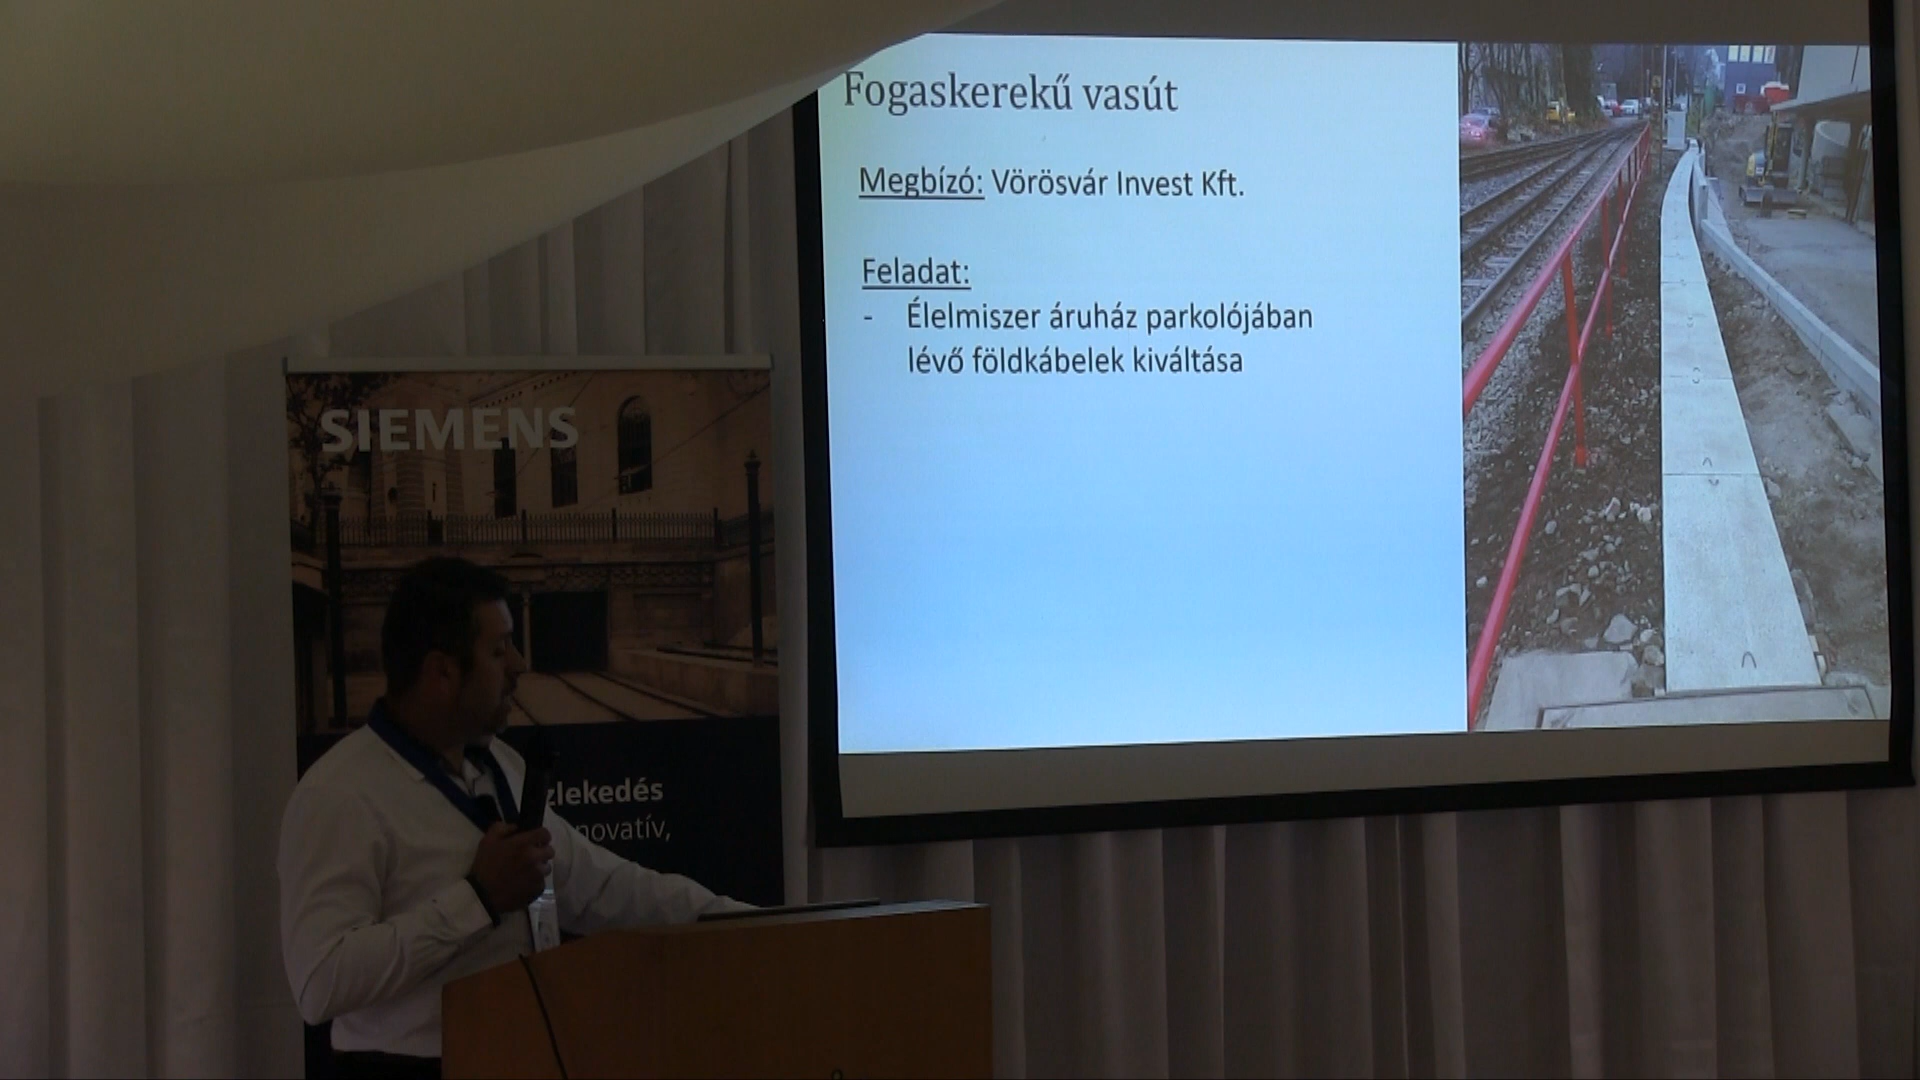 Fogaskerekű vasút
Megbízó: Vörösvár Invest Kft.
Feladat:
- Élelmiszer áruház parkolójában
lévő földkábelek kiváltása
SIEMENS
zlekedés
novatív,